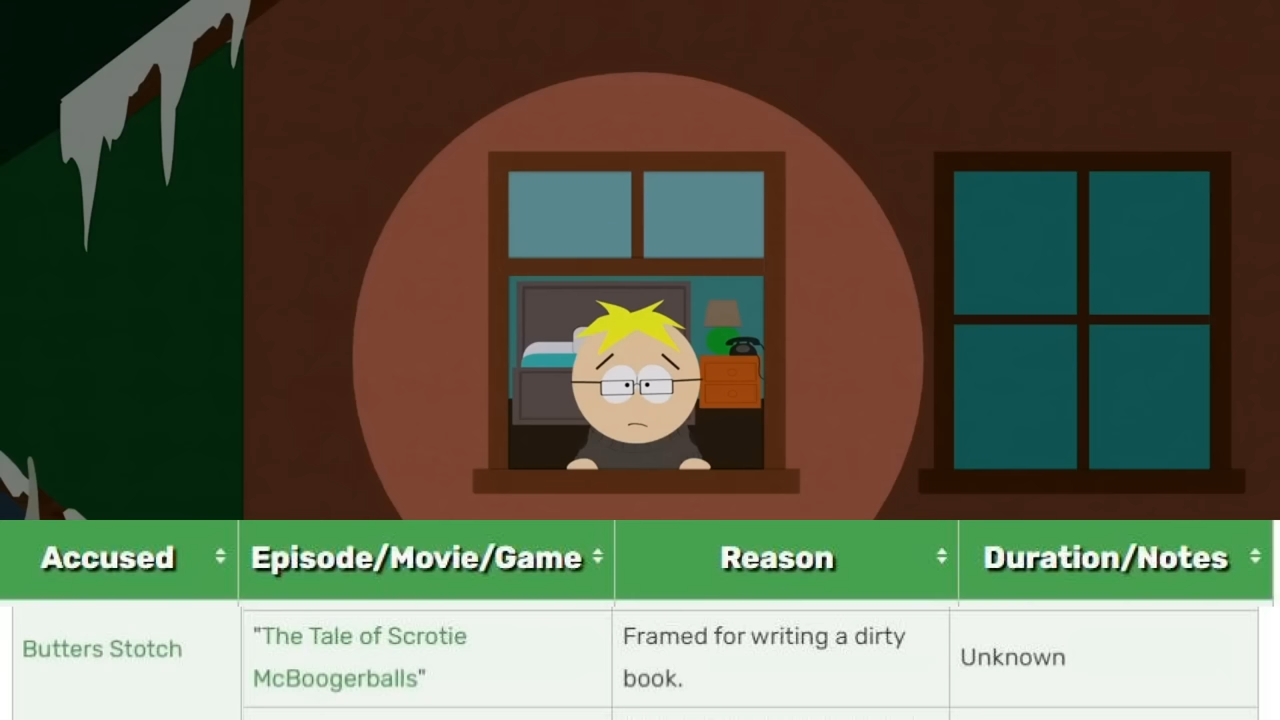 Accused Episode/Movie/Game Reason Duration/Notes
Butters Stotch
"The Tale of Scrotie
McBoogerballs"
Framed for writing a dirty
book.
Unknown